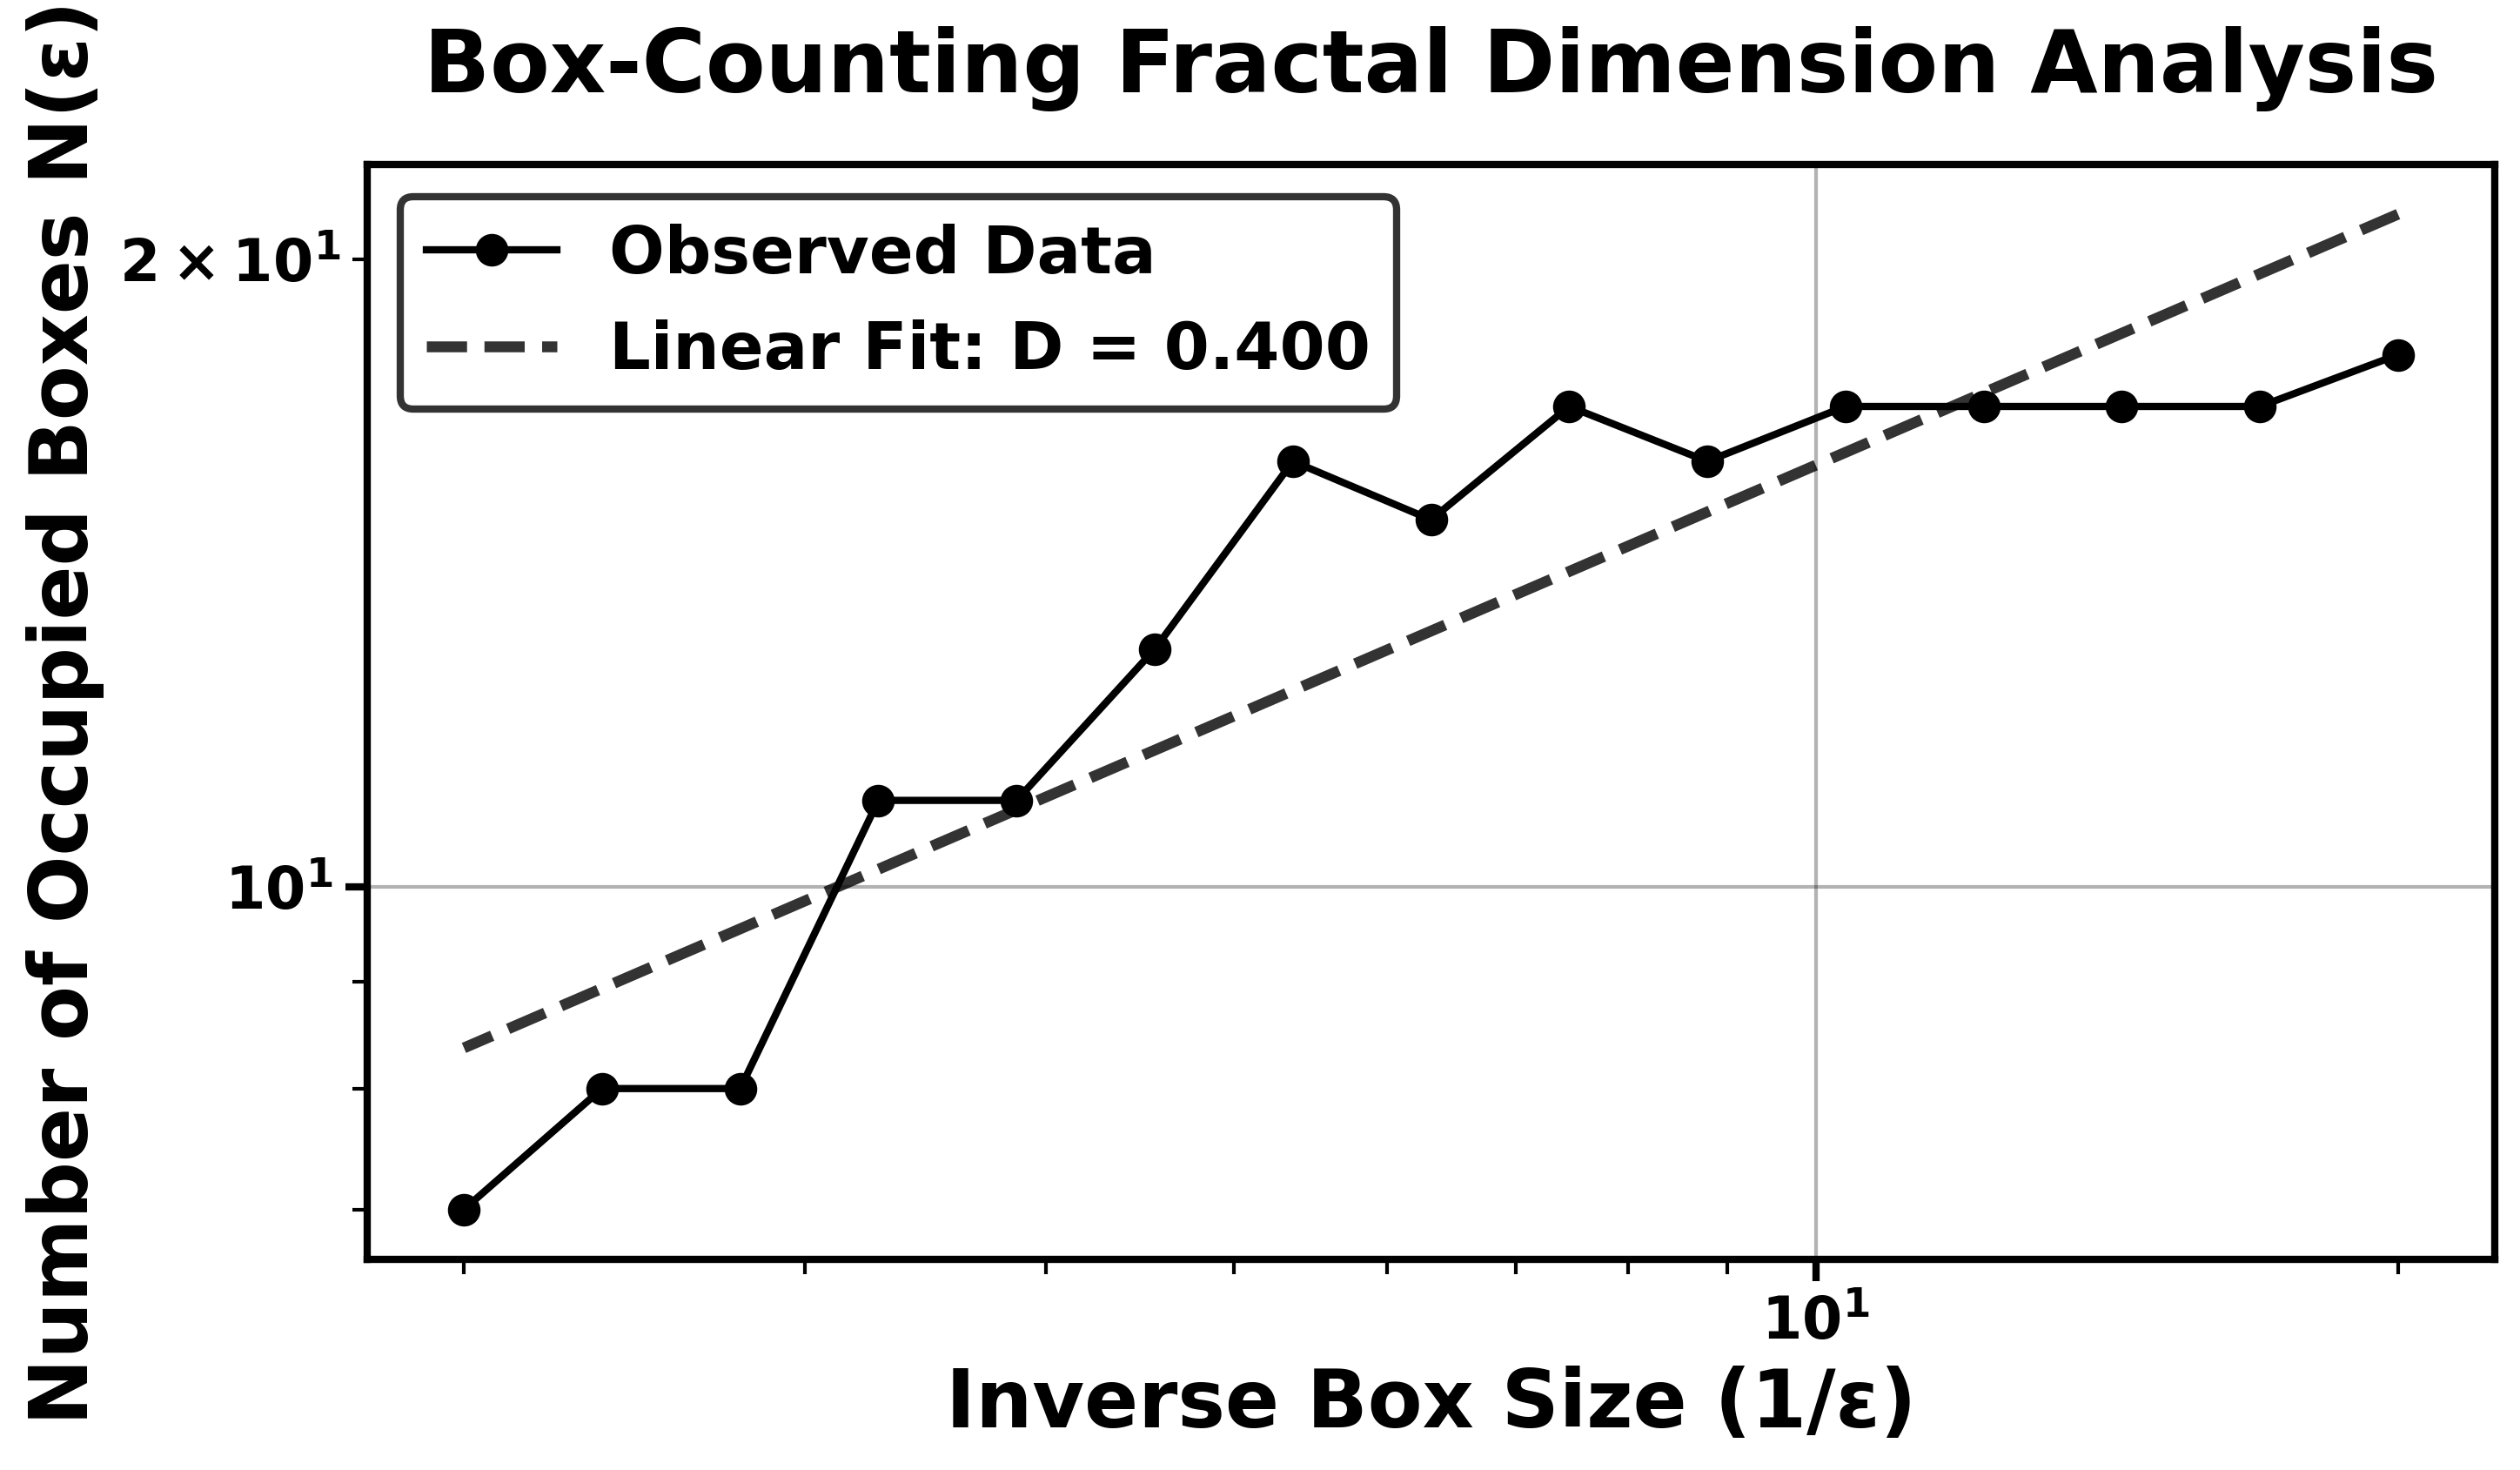 Box-Counting Fractal Dimension Analysis
Number of Occupied Boxes N(ε)
2 × 10¹
10¹
Observed Data
Linear Fit: D = 0.400
10¹
Inverse Box Size (1/ε)